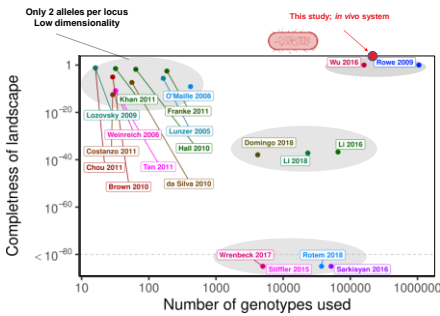 Only 2 alleles per locus
Low dimensionality
This study; in vivo system
Completness of landscape
1
10⁻²⁰
10⁻⁴⁰
10⁻⁶⁰
< 10⁻⁸⁰
Wu 2016
Rowe 2009
Khan 2011
O'Maille 2008
Lozovsky 2009
Franke 2011
Weinreich 2006
Lunzer 2005
Costanzo 2011
Hall 2010
Chou 2011
Tan 2011
Brown 2010
da Silva 2010
Domingo 2018
Li 2016
Li 2018
Wrenbeck 2017
Rotem 2018
Stiffler 2015
Sarkisyan 2016
10
100
1000
10000
100000
1000000
Number of genotypes used